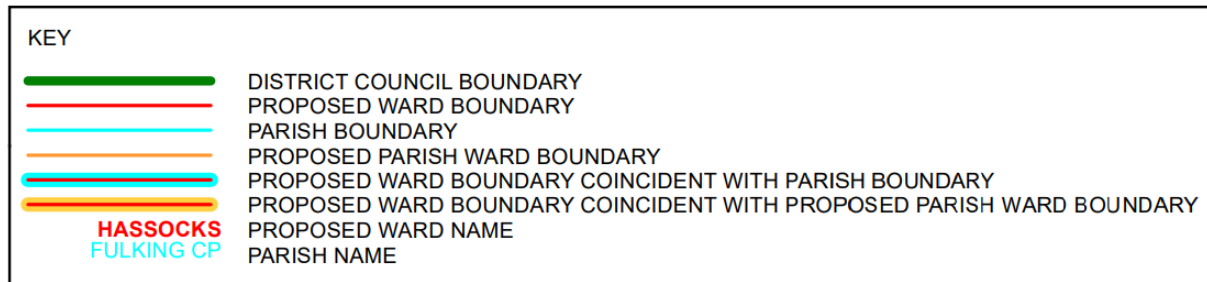 KEY
DISTRICT COUNCIL BOUNDARY
PROPOSED WARD BOUNDARY
PARISH BOUNDARY
PROPOSED PARISH WARD BOUNDARY
PROPOSED WARD BOUNDARY COINCIDENT WITH PARISH BOUNDARY
PROPOSED WARD BOUNDARY COINCIDENT WITH PROPOSED PARISH WARD BOUNDARY
HASSOCKS PROPOSED WARD NAME
FULKING CP PARISH NAME